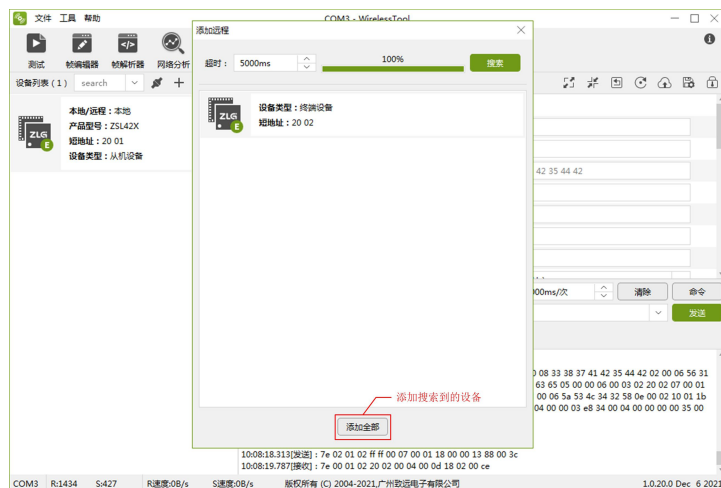 文件 工具 帮助
COM3 - WirelessTool
测试 帧编辑器 帧解析器 网络分析
设备列表 ( 1 ) search
本地/远程：本地
产品型号：ZSL42X
短地址：20 01
设备类型：从机设备
ZLG
E
添加远程
超时： 5000ms 100% 搜索
ZLG
E
设备类型：终端设备
短地址：20 02
添加搜索到的设备
添加全部
42 35 44 42
000ms/次 清除 命令
发送
08 33 38 37 41 42 35 44 42 02 00 06 56 31
63 65 05 00 00 06 00 03 02 20 02 07 00 01
00 06 5a 53 4c 34 32 58 0e 00 02 10 01 1b
04 00 00 03 e8 34 00 04 00 00 00 00 35 00
10:08:18.313[发送]：7e 02 01 02 ff ff 00 07 00 01 18 00 00 13 88 00 3c
10:08:19.787[接收]：7e 00 01 02 20 02 00 04 00 0d 18 02 00 ce
COM3 R:1434 S:427 R速度:0B/s S速度:0B/s 版权所有 (C) 2004-2021,广州致远电子有限公司 1.0.20.0 Dec 6 2021